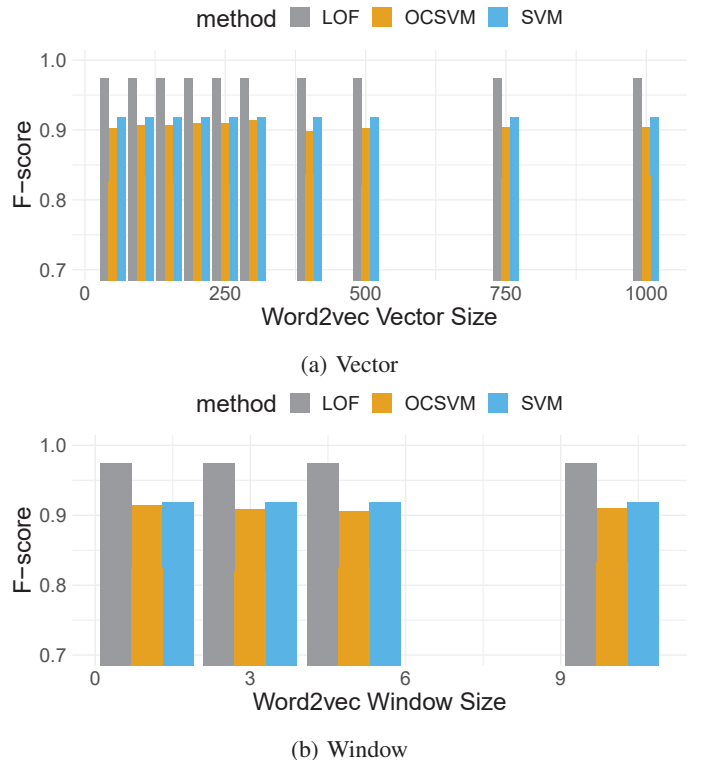 method LOF OCSVM SVM
1.0
0.9
0.8
0.7
F−score
0 250 500 750 1000
Word2vec Vector Size
(a) Vector
method LOF OCSVM SVM
1.0
0.9
0.8
0.7
F−score
0 3 6 9
Word2vec Window Size
(b) Window